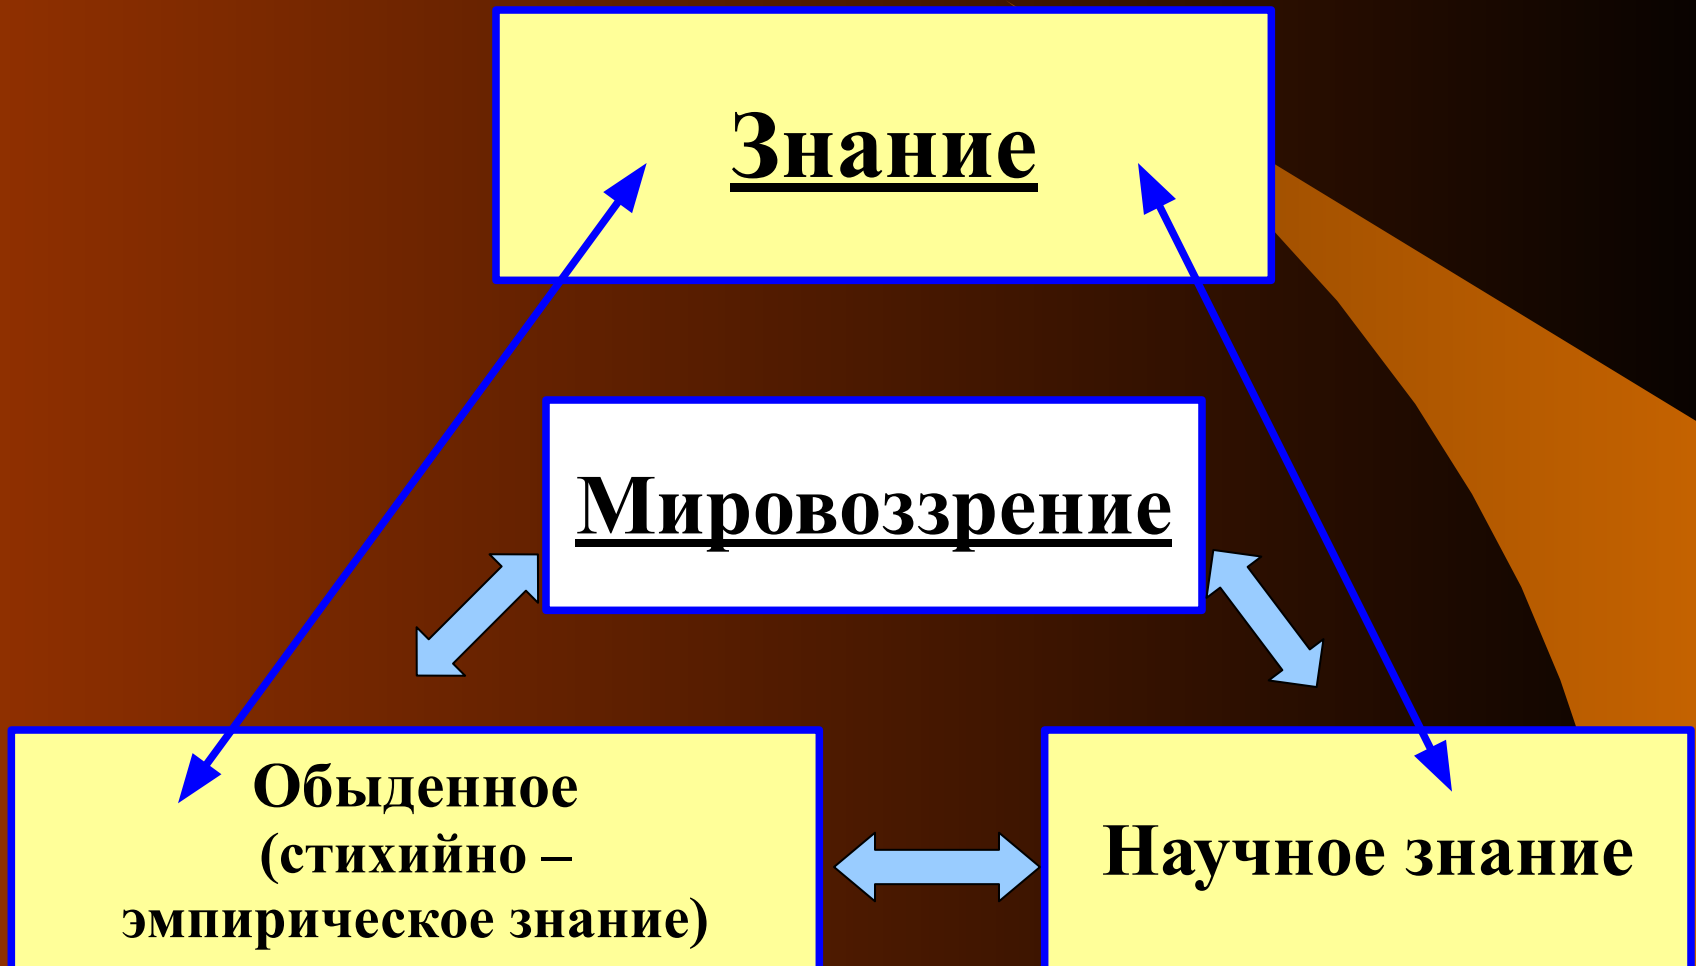 Знание
Мировоззрение
Обыденное
(стихийно –
эмпирическое знание)
Научное знание